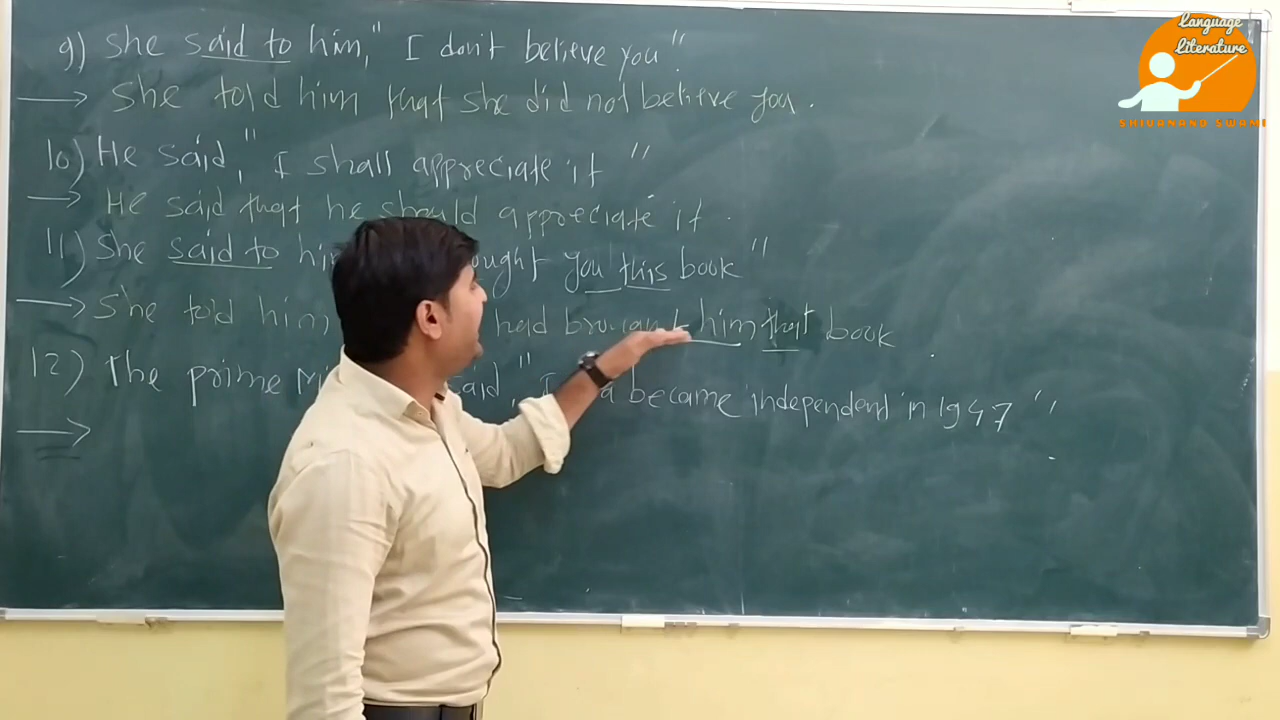 9) She said to him, "I don't believe you".
→ She told him that she did not believe you.
10) He said, "I shall appreciate it"
→ He said that he should appreciate it.
11) She said to you this book"
→ She told him had brought him that book.
12) The prime said, " became independent in 1947"
→
Language
Literature
SHIVANAND SWAMI